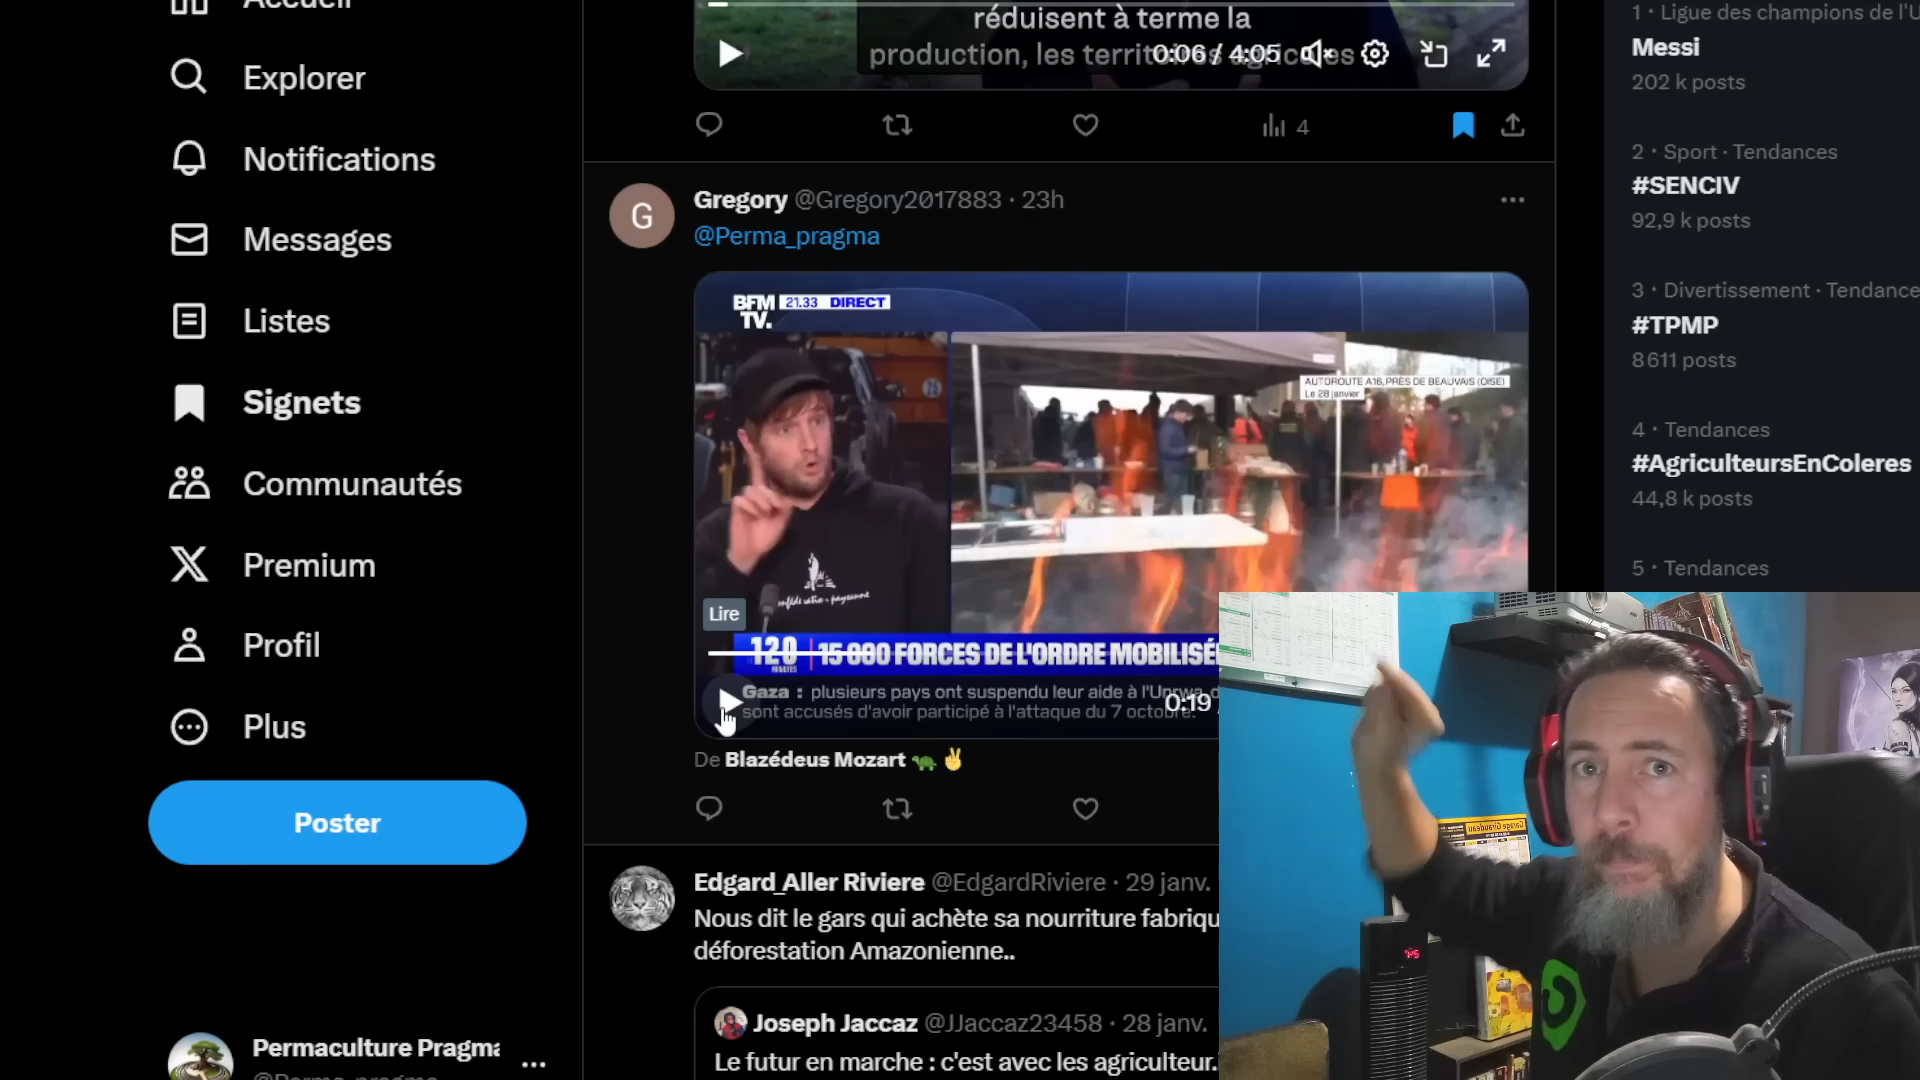 Accueil
Explorer
Notifications
Messages
Listes
Signets
Communautés
Premium
Profil
Plus
Poster
Permaculture Pragma
réduisent à terme la
production, les territoires agricoles
0:06 / 4:05
4
Gregory @Gregory2017883 · 23h
@Perma_pragma
BFM
TV.
21.33 DIRECT
AUTOROUTE A16, PRÈS DE BEAUVAIS (OISE)
Le 28 janvier
Lire
120
MINUTES
15 000 FORCES DE L'ORDRE MOBILISÉ
Gaza : plusieurs pays ont suspendu leur aide à l'Unrwa, d
sont accusés d'avoir participé à l'attaque du 7 octobre.
0:19 /
De Blazédeus Mozart 🐢✌
Edgard_Aller Riviere @EdgardRiviere · 29 janv.
Nous dit le gars qui achète sa nourriture fabriqu
déforestation Amazonienne..
Joseph Jaccaz @JJaccaz23458 · 28 janv.
Le futur en marche : c'est avec les agriculteur.
1 · Ligue des champions de l'U
Messi
202 k posts
2 · Sport · Tendances
#SENCIV
92,9 k posts
3 · Divertissement · Tendance
#TPMP
8 611 posts
4 · Tendances
#AgriculteursEnColeres
44,8 k posts
5 · Tendances